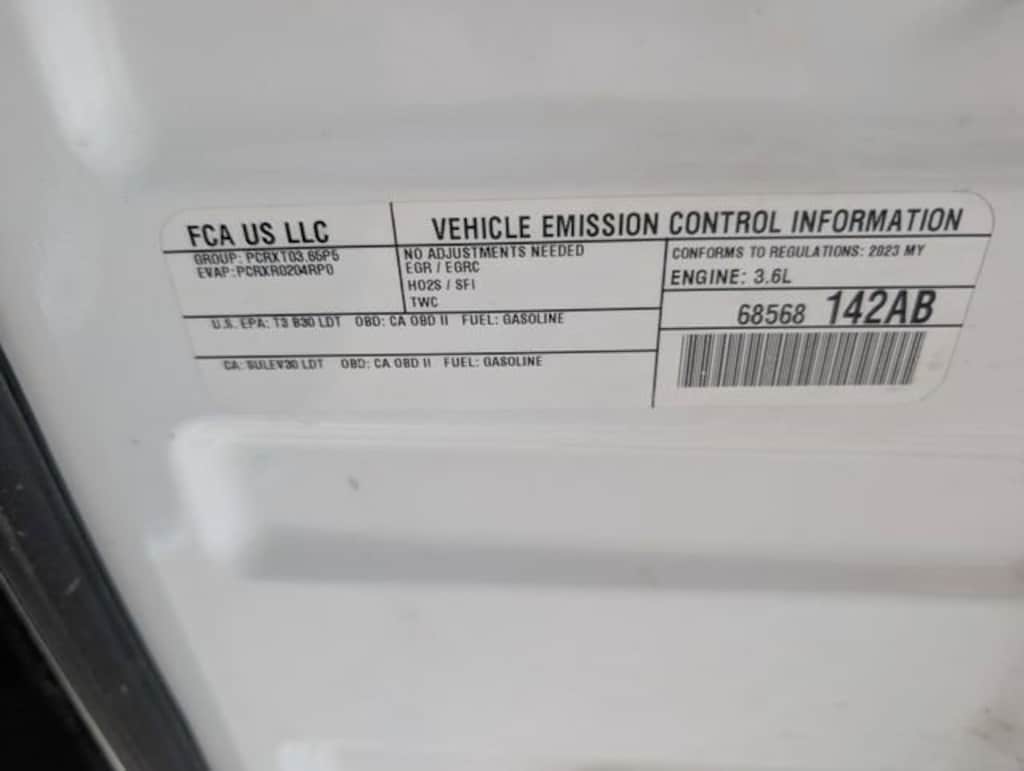 FCA US LLC
VEHICLE EMISSION CONTROL INFORMATION
GROUP: PCRXT03.65P5
EVAP: PCRXR0204RP0
NO ADJUSTMENTS NEEDED
EGR / EGRC
HO2S / SFI
TWC
CONFORMS TO REGULATIONS: 2023 MY
ENGINE: 3.6L
U.S. EPA: T3 B30 LDT OBD: CA OBD II FUEL: GASOLINE
68568 142AB
CA: SULEV30 LDT OBD: CA OBD II FUEL: GASOLINE